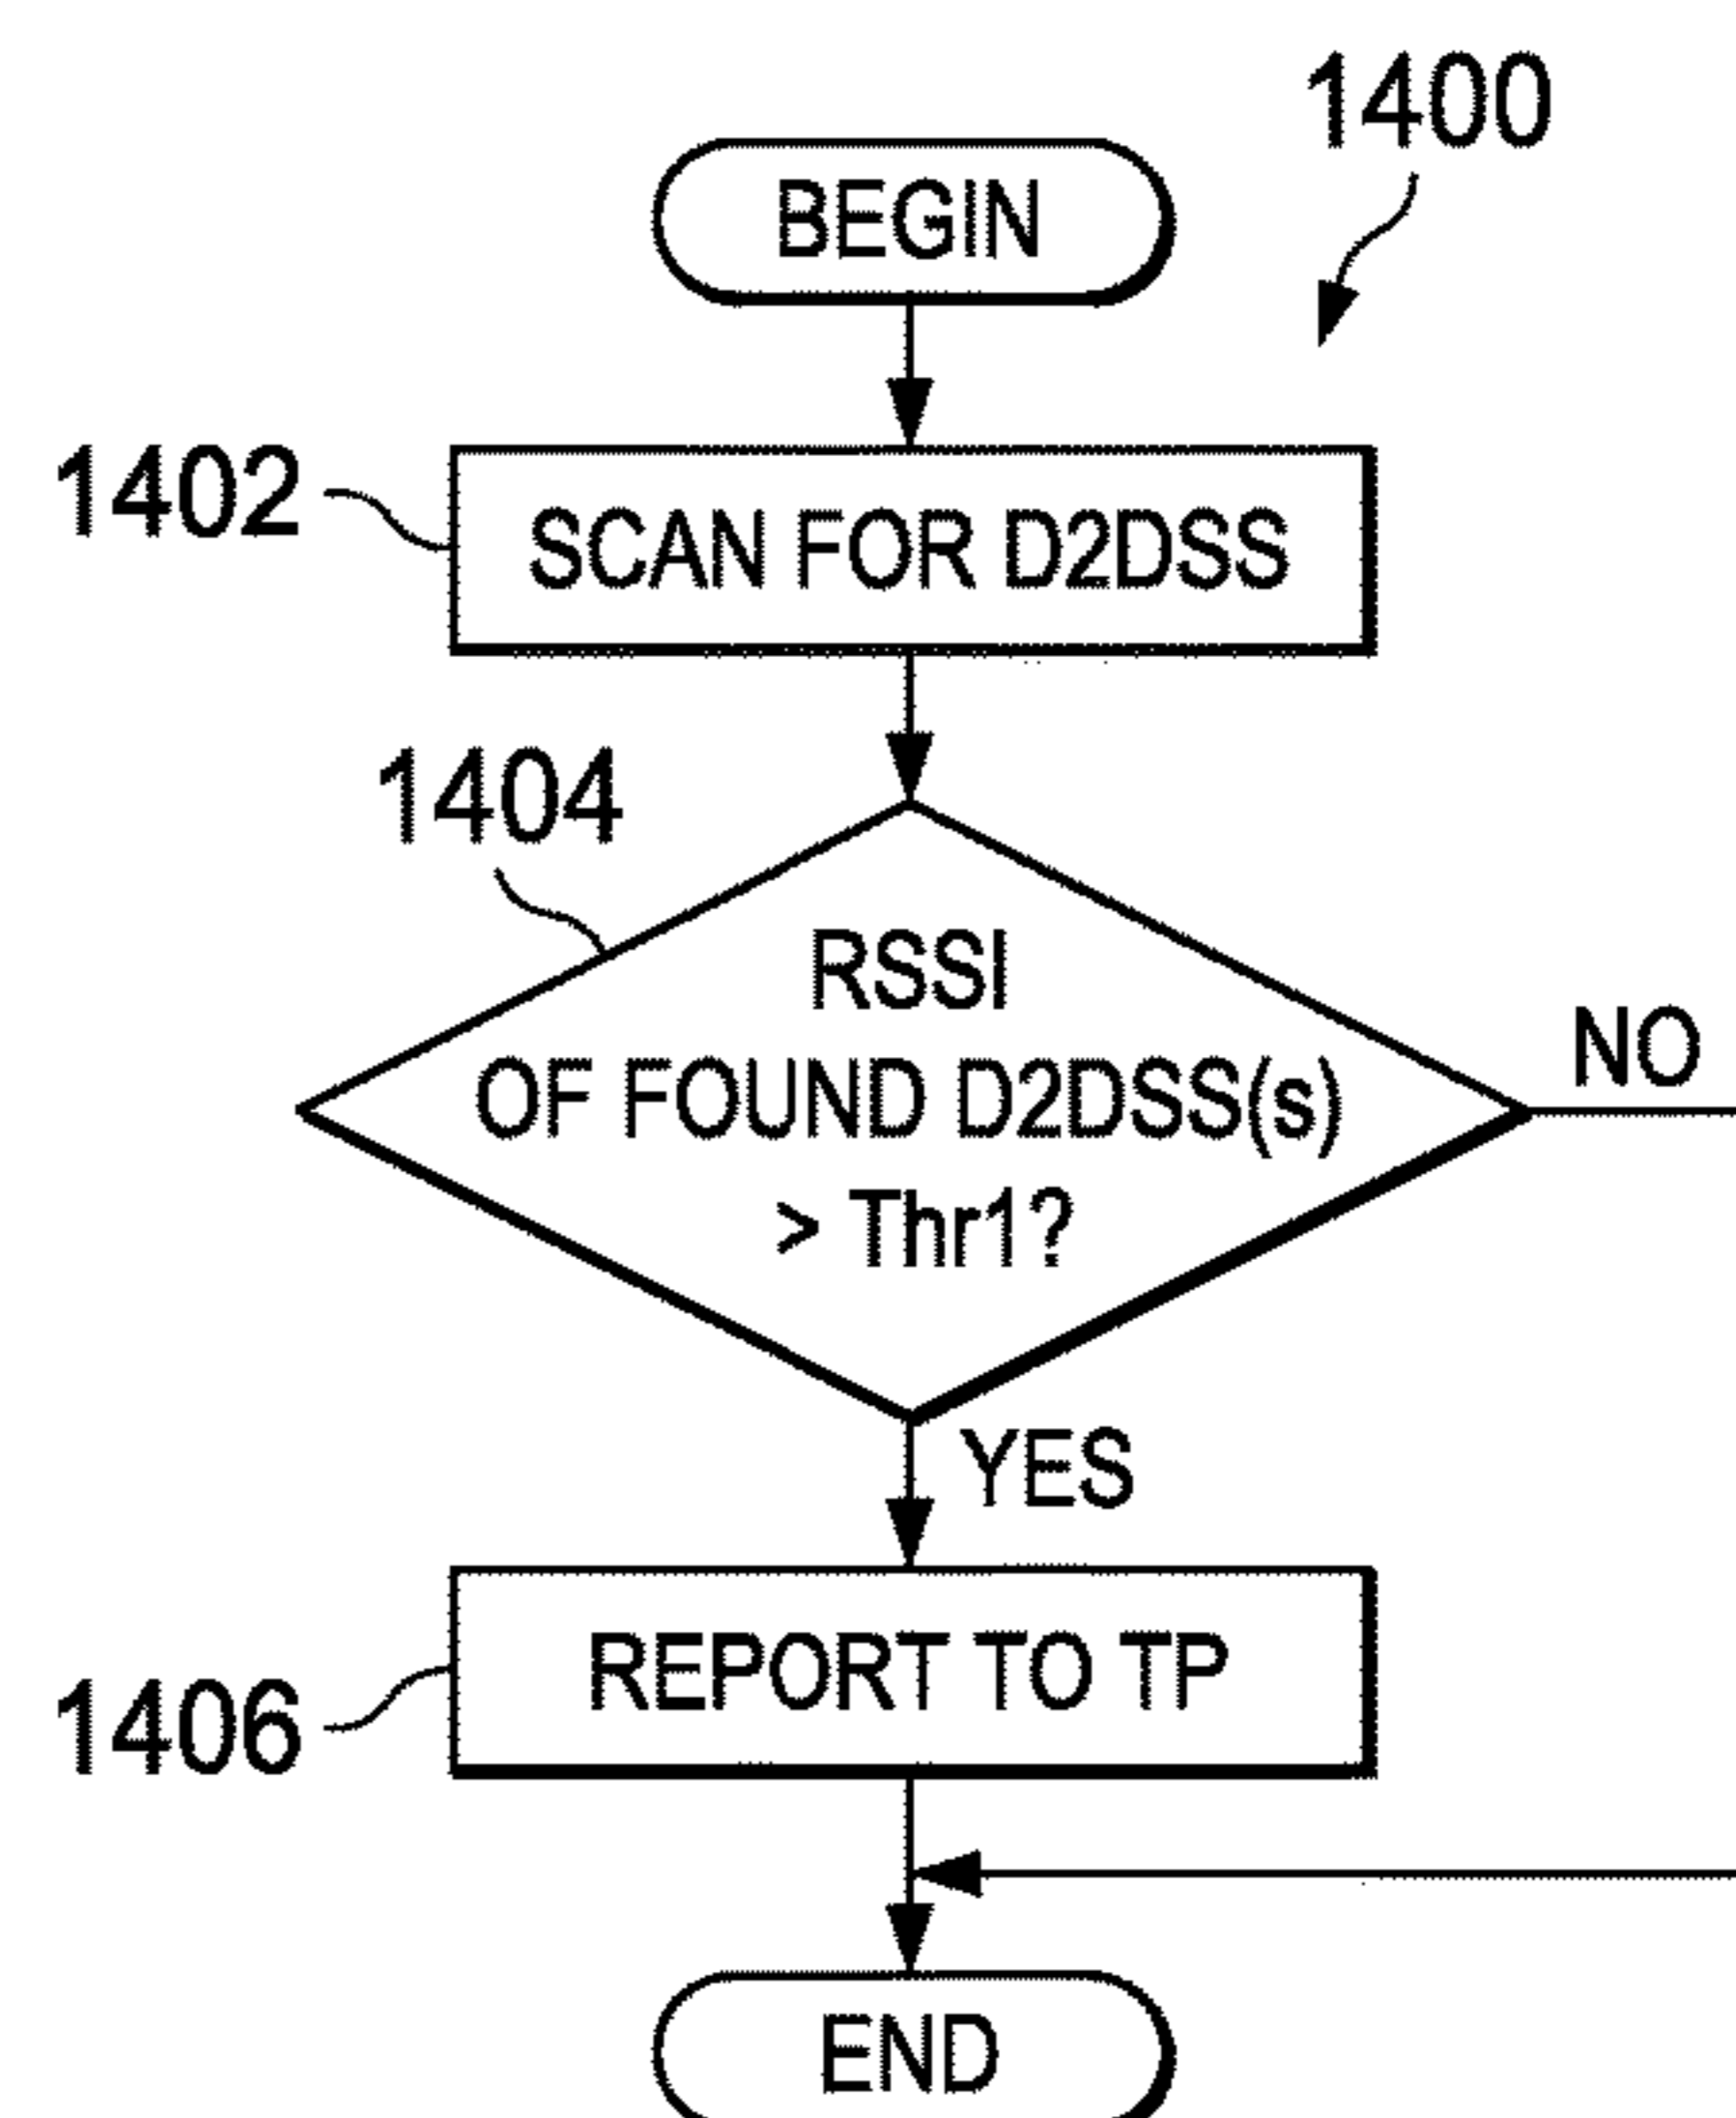 1400
BEGIN
1402
SCAN FOR D2DSS
1404
RSSI
OF FOUND D2DSS(s)
> Thr1?
NO
YES
REPORT TO TP
1406
END